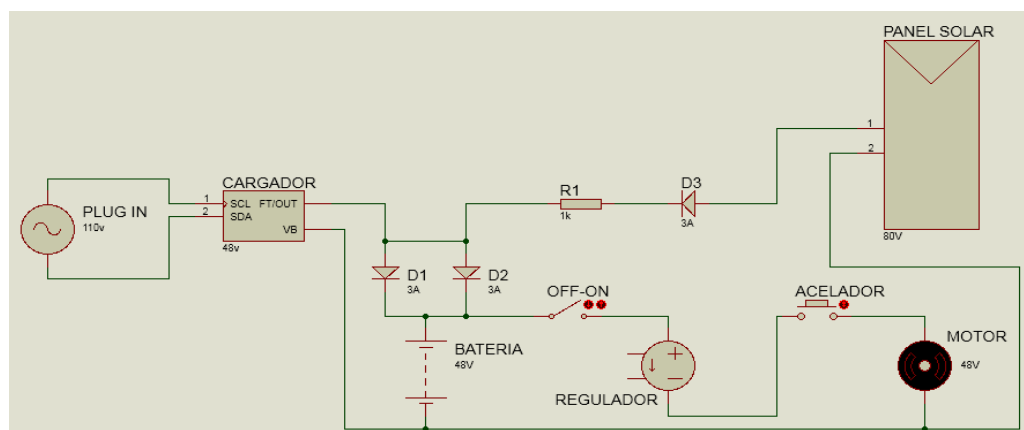 PANEL SOLAR
1
2
80V
PLUG IN
110v
CARGADOR
1
2
SCL FT/OUT
SDA
VB
48v
R1
1k
D3
3A
D1
3A
D2
3A
OFF-ON
ACELADOR
BATERIA
48V
REGULADOR
MOTOR
48V